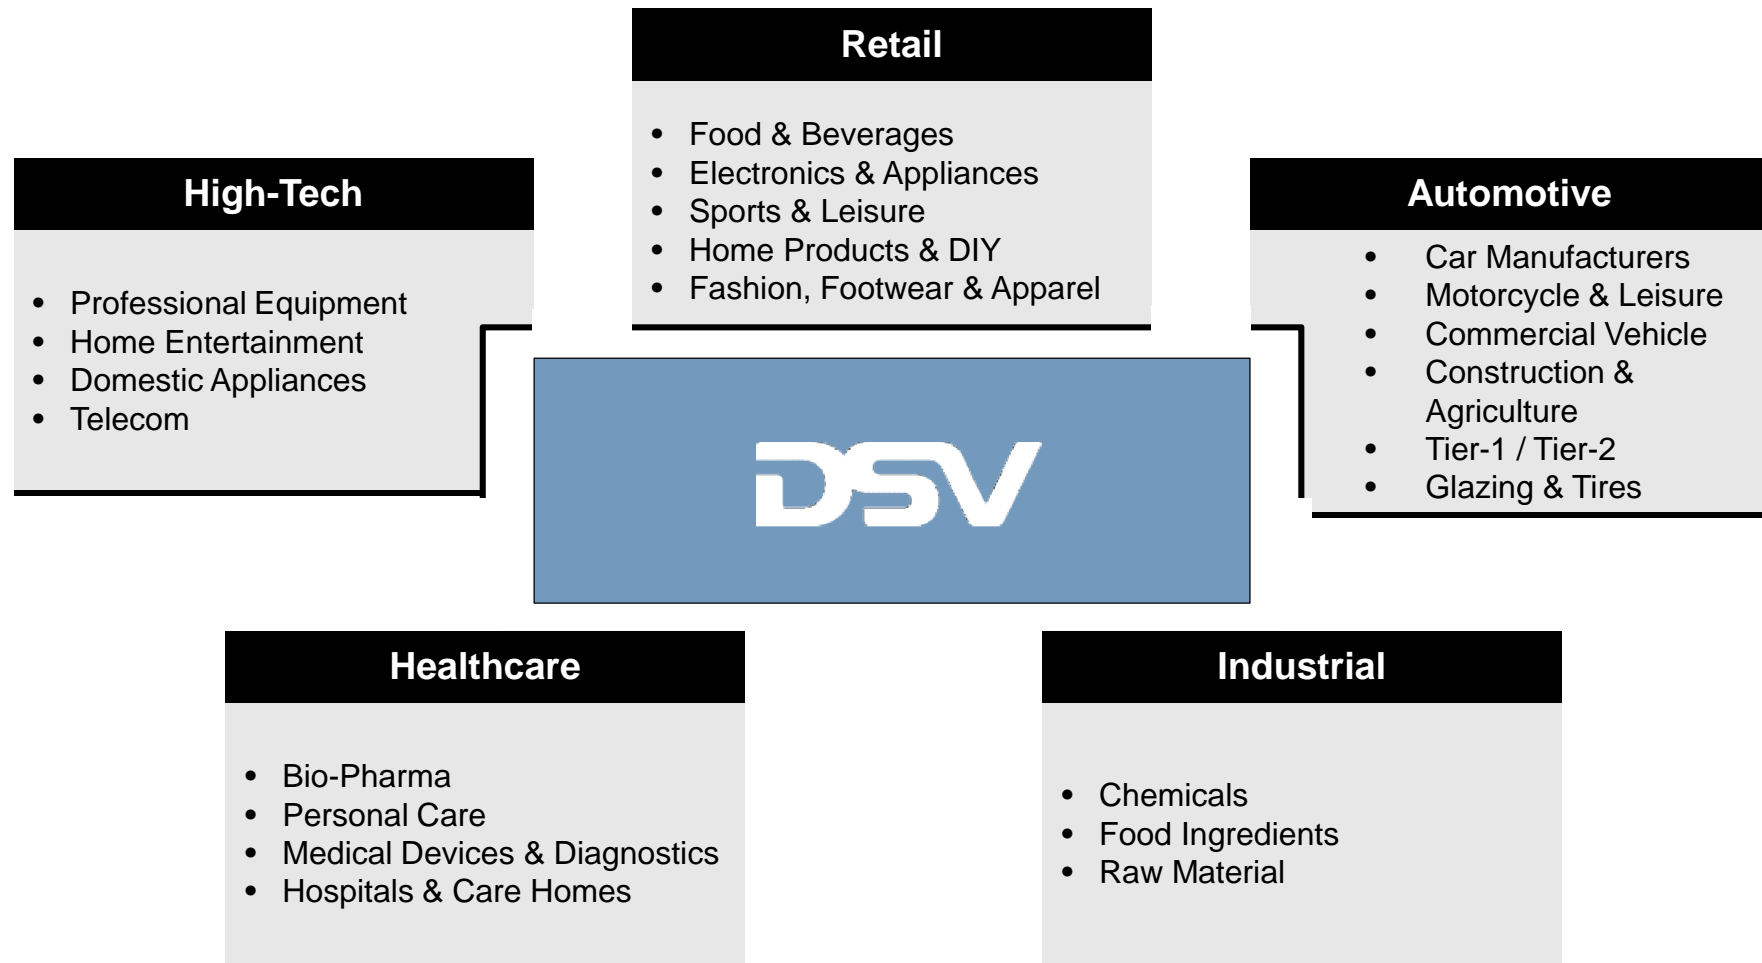 Retail
• Food & Beverages
• Electronics & Appliances
• Sports & Leisure
• Home Products & DIY
• Fashion, Footwear & Apparel
High-Tech
• Professional Equipment
• Home Entertainment
• Domestic Appliances
• Telecom
Automotive
• Car Manufacturers
• Motorcycle & Leisure
• Commercial Vehicle
• Construction &
Agriculture
• Tier-1 / Tier-2
• Glazing & Tires
DSV
Healthcare
• Bio-Pharma
• Personal Care
• Medical Devices & Diagnostics
• Hospitals & Care Homes
Industrial
• Chemicals
• Food Ingredients
• Raw Material